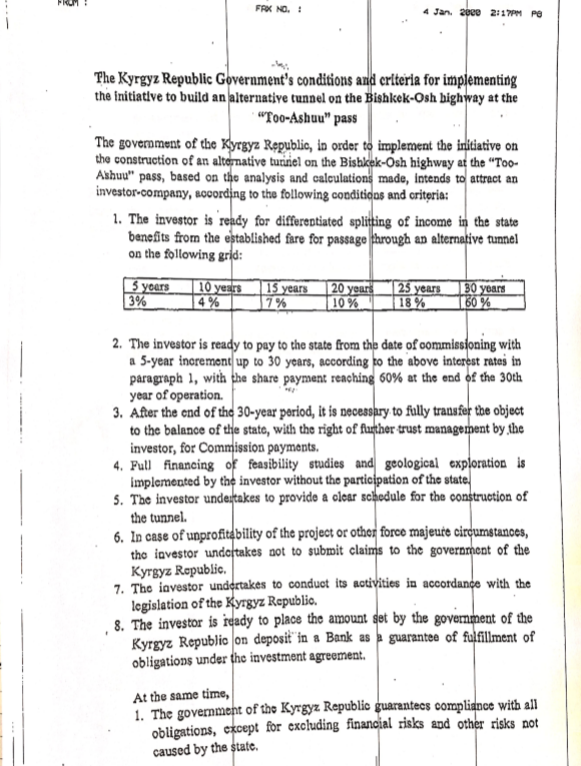 FROM :
FAX NO. :
4 Jan. 2000 2:17PM P8
The Kyrgyz Republic Government's conditions and criteria for implementing
the initiative to build an alternative tunnel on the Bishkek-Osh highway at the
"Too-Ashuu" pass
The government of the Kyrgyz Republic, in order to implement the initiative on
the construction of an alternative tunnel on the Bishkek-Osh highway at the "Too-
Ashuu" pass, based on the analysis and calculations made, intends to attract an
investor-company, according to the following conditions and criteria:
1. The investor is ready for differentiated splitting of income in the state
benefits from the established fare for passage through an alternative tunnel
on the following grid:
5 years 10 years 15 years 20 years 25 years 30 years
3% 4 % 7 % 10 % 18 % 60 %
2. The investor is ready to pay to the state from the date of commissioning with
a 5-year increment up to 30 years, according to the above interest rates in
paragraph 1, with the share payment reaching 60% at the end of the 30th
year of operation.
3. After the end of the 30-year period, it is necessary to fully transfer the object
to the balance of the state, with the right of further trust management by the
investor, for Commission payments.
4. Full financing of feasibility studies and geological exploration is
implemented by the investor without the participation of the state.
5. The investor undertakes to provide a clear schedule for the construction of
the tunnel.
6. In case of unprofitability of the project or other force majeure circumstances,
the investor undertakes not to submit claims to the government of the
Kyrgyz Republic.
7. The investor undertakes to conduct its activities in accordance with the
legislation of the Kyrgyz Republic.
8. The investor is ready to place the amount set by the government of the
Kyrgyz Republic on deposit in a Bank as a guarantee of fulfillment of
obligations under the investment agreement.
At the same time,
1. The government of the Kyrgyz Republic guarantees compliance with all
obligations, except for excluding financial risks and other risks not
caused by the state.